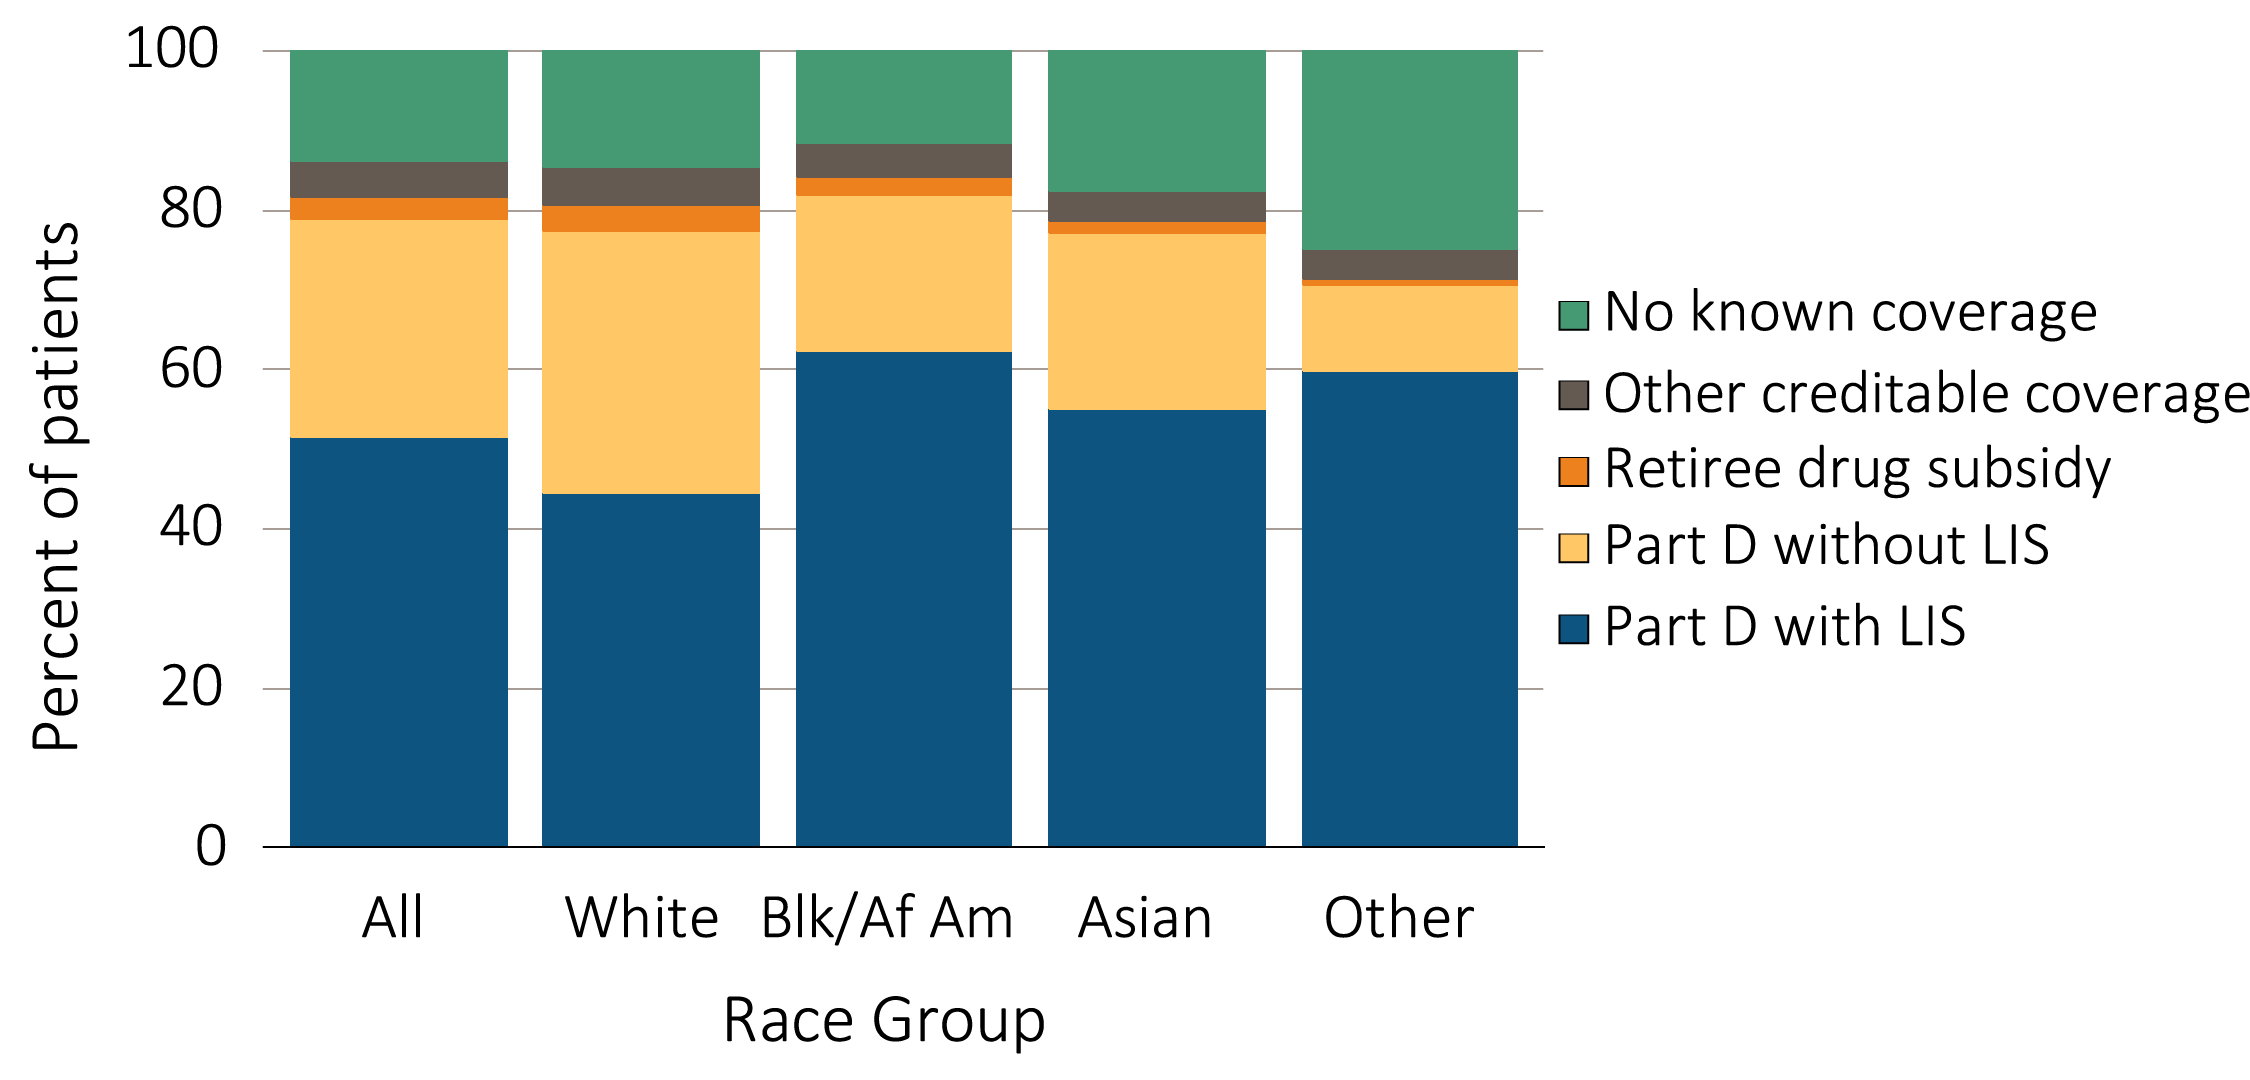 Percent of patients
100
80
60
40
20
0
All
White
Blk/Af Am
Asian
Other
Race Group
No known coverage
Other creditable coverage
Retiree drug subsidy
Part D without LIS
Part D with LIS